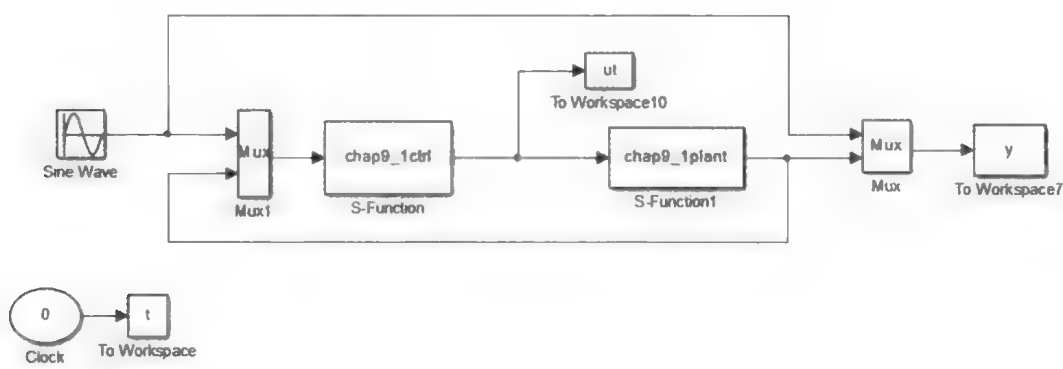 ut
To Workspace10
Sine Wave
Mux
Mux1
chap9_1ctrl
S-Function
chap9_1plant
S-Function1
Mux
Mux
y
To Workspace7
0
Clock
t
To Workspace